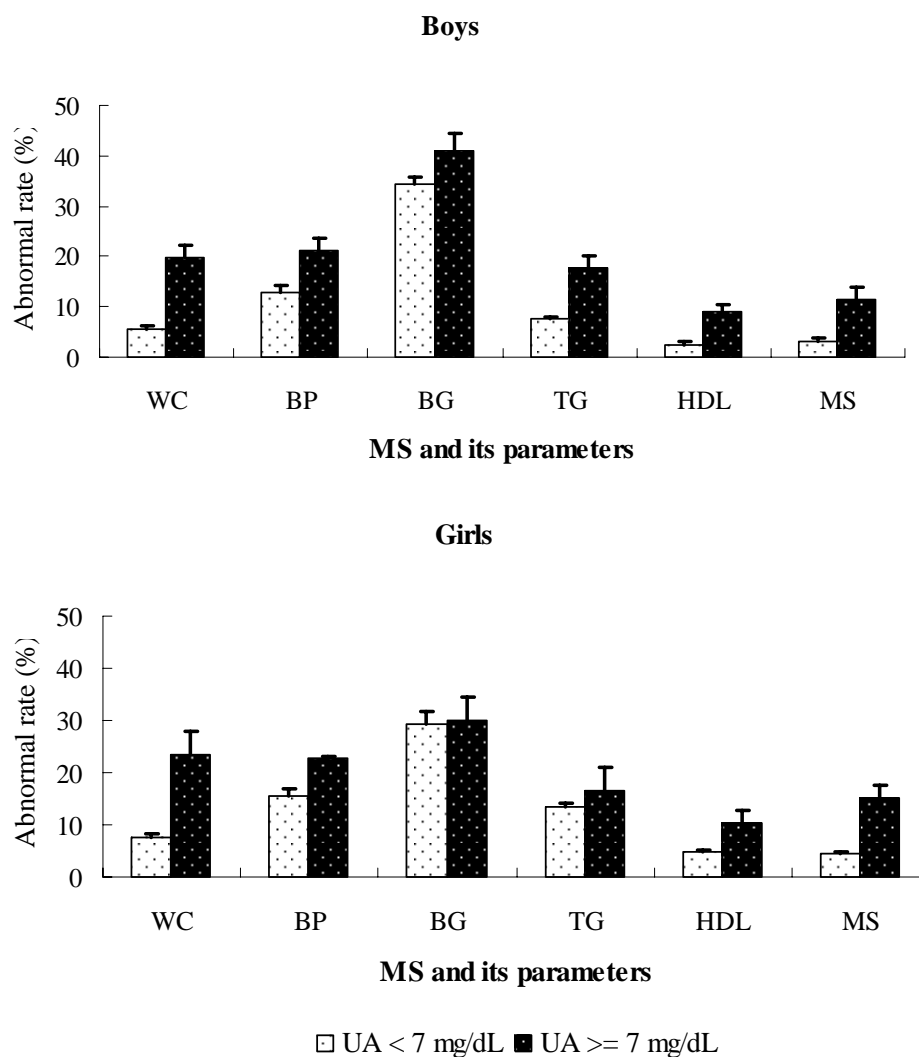 Boys
Abnormal rate (%)
50
40
30
20
10
0
WC BP BG TG HDL MS
MS and its parameters
Girls
Abnormal rate (%)
50
40
30
20
10
0
WC BP BG TG HDL MS
MS and its parameters
UA < 7 mg/dL UA >= 7 mg/dL